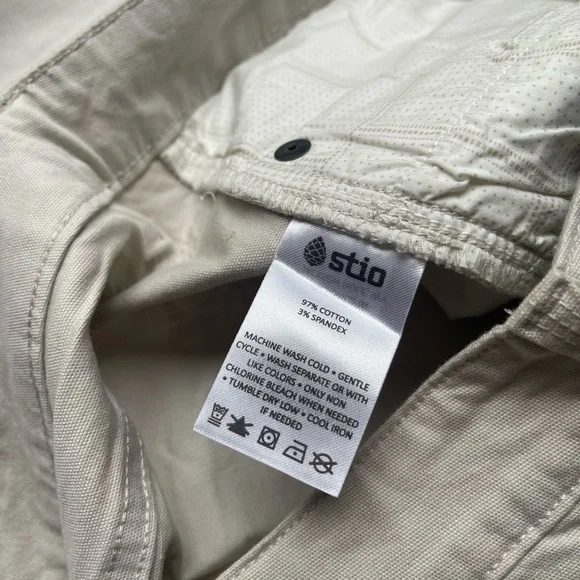 stio
97% COTTON
3% SPANDEX
MACHINE WASH COLD • GENTLE
CYCLE • WASH SEPARATE OR WITH
LIKE COLORS • ONLY NON
CHLORINE BLEACH WHEN NEEDED
• TUMBLE DRY LOW • COOL IRON
IF NEEDED